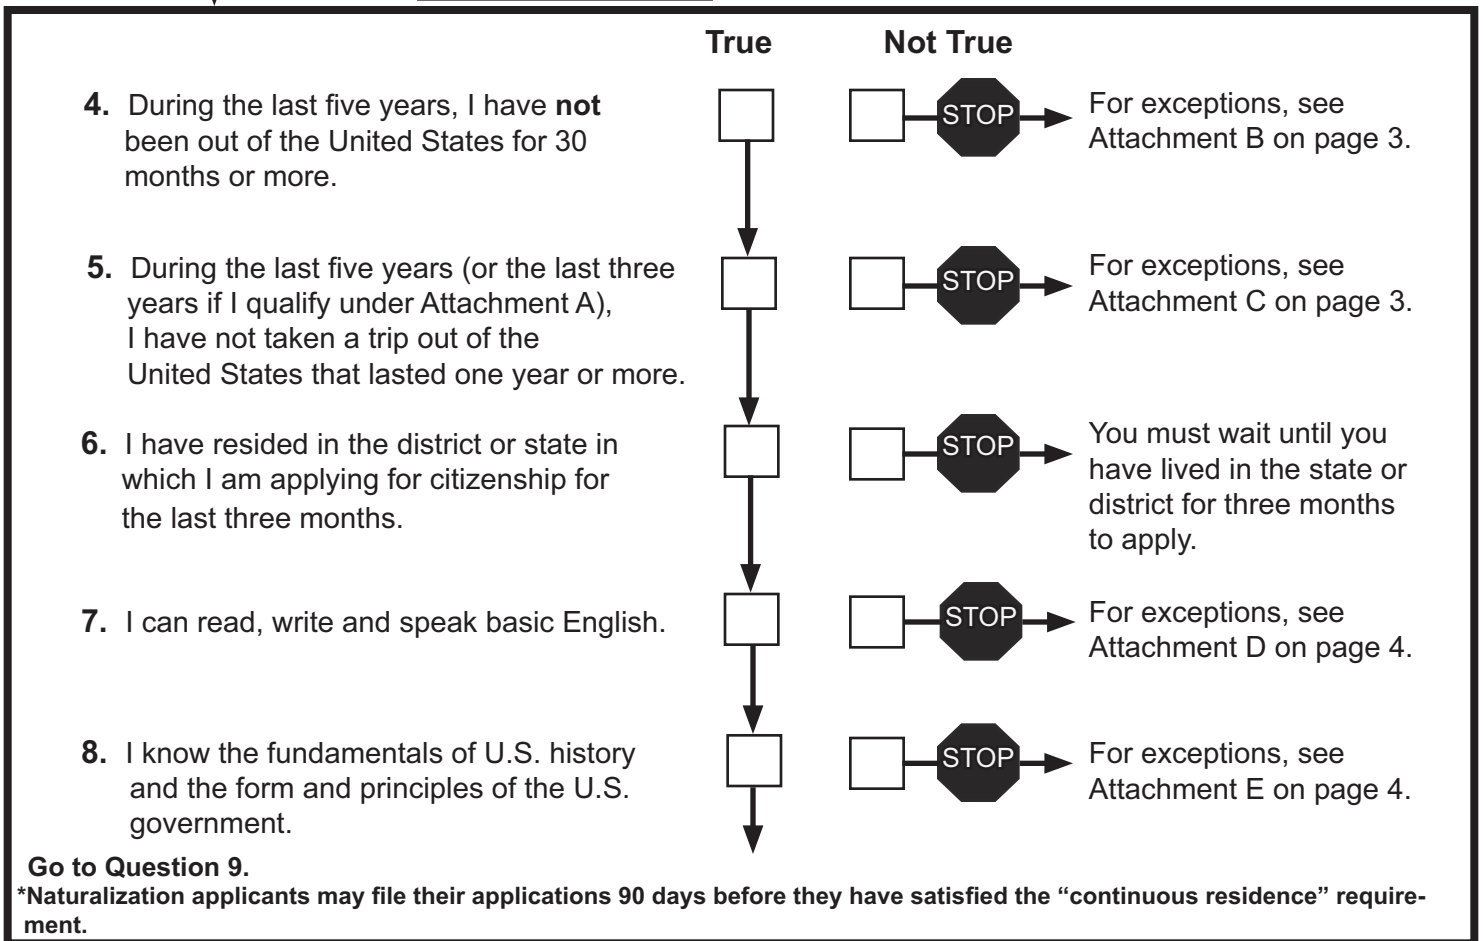 True Not True
4. During the last five years, I have not
been out of the United States for 30
months or more.
STOP
For exceptions, see
Attachment B on page 3.
5. During the last five years (or the last three
years if I qualify under Attachment A),
I have not taken a trip out of the
United States that lasted one year or more.
STOP
For exceptions, see
Attachment C on page 3.
6. I have resided in the district or state in
which I am applying for citizenship for
the last three months.
STOP
You must wait until you
have lived in the state or
district for three months
to apply.
7. I can read, write and speak basic English.
STOP
For exceptions, see
Attachment D on page 4.
8. I know the fundamentals of U.S. history
and the form and principles of the U.S.
government.
STOP
For exceptions, see
Attachment E on page 4.
Go to Question 9.
*Naturalization applicants may file their applications 90 days before they have satisfied the “continuous residence” require-
ment.